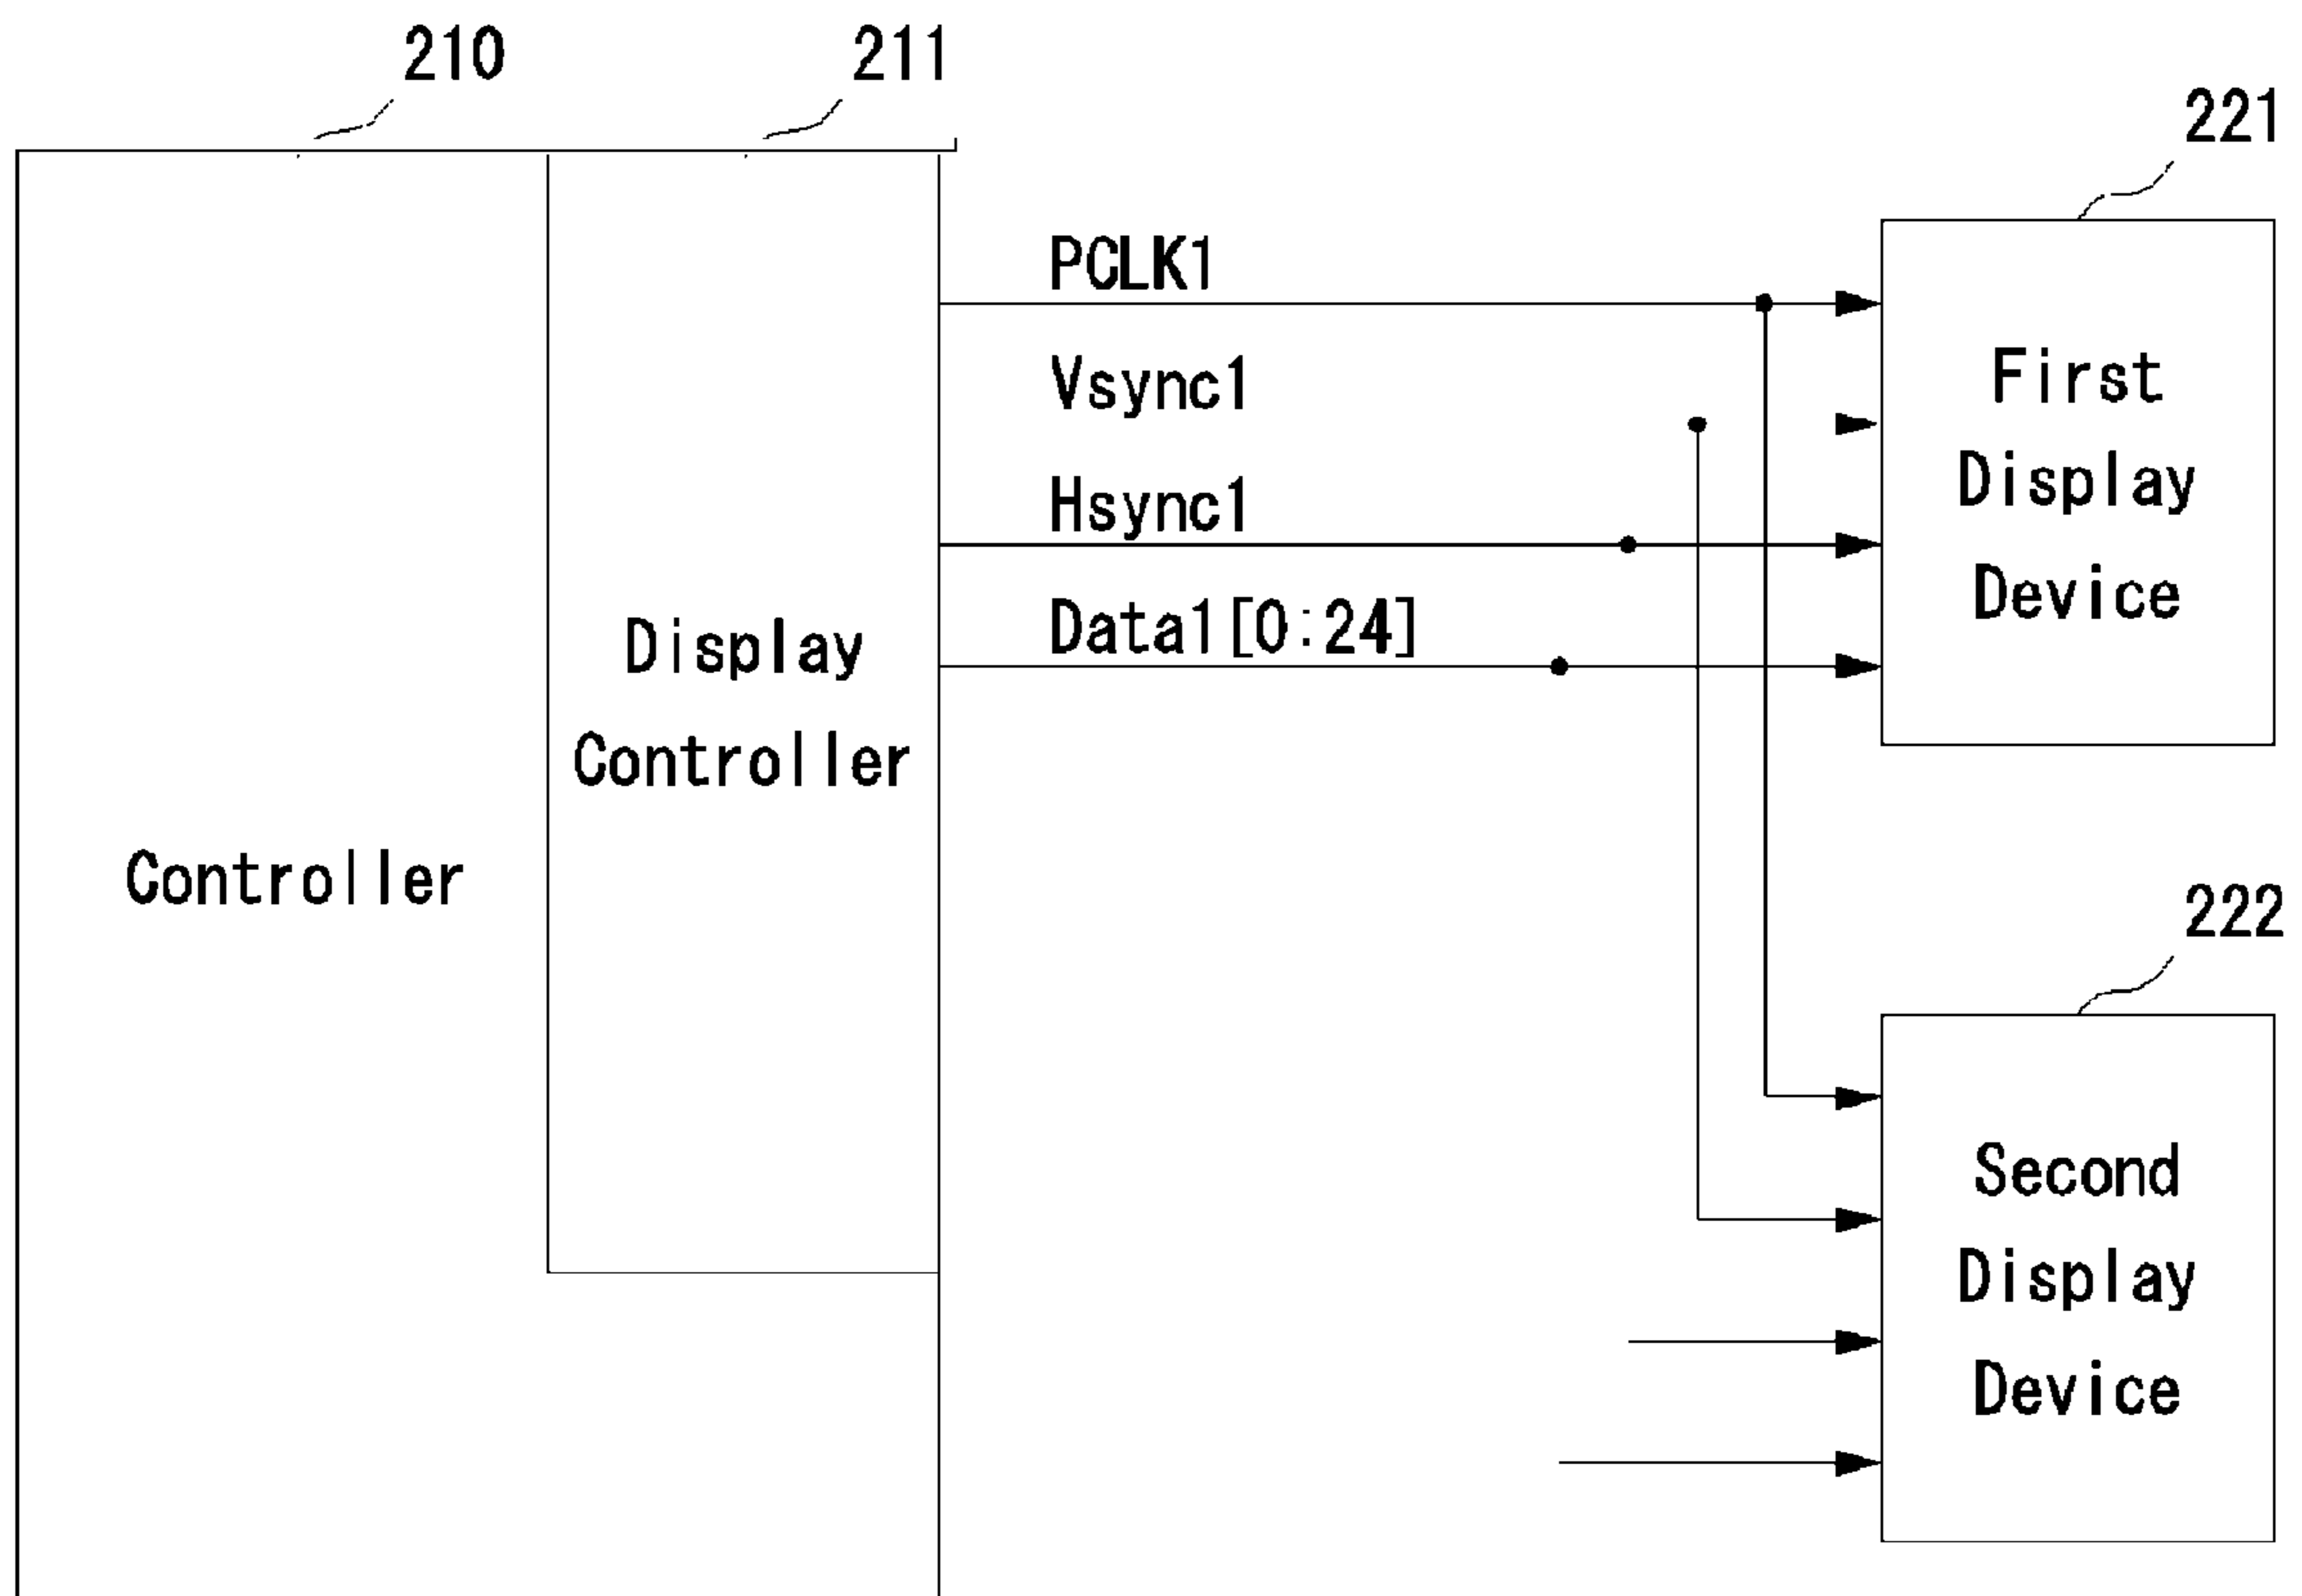 210
211
221
PCLK1
Vsync1
Hsync1
Data1[0:24]
First
Display
Device
Display
Controller
Controller
222
Second
Display
Device